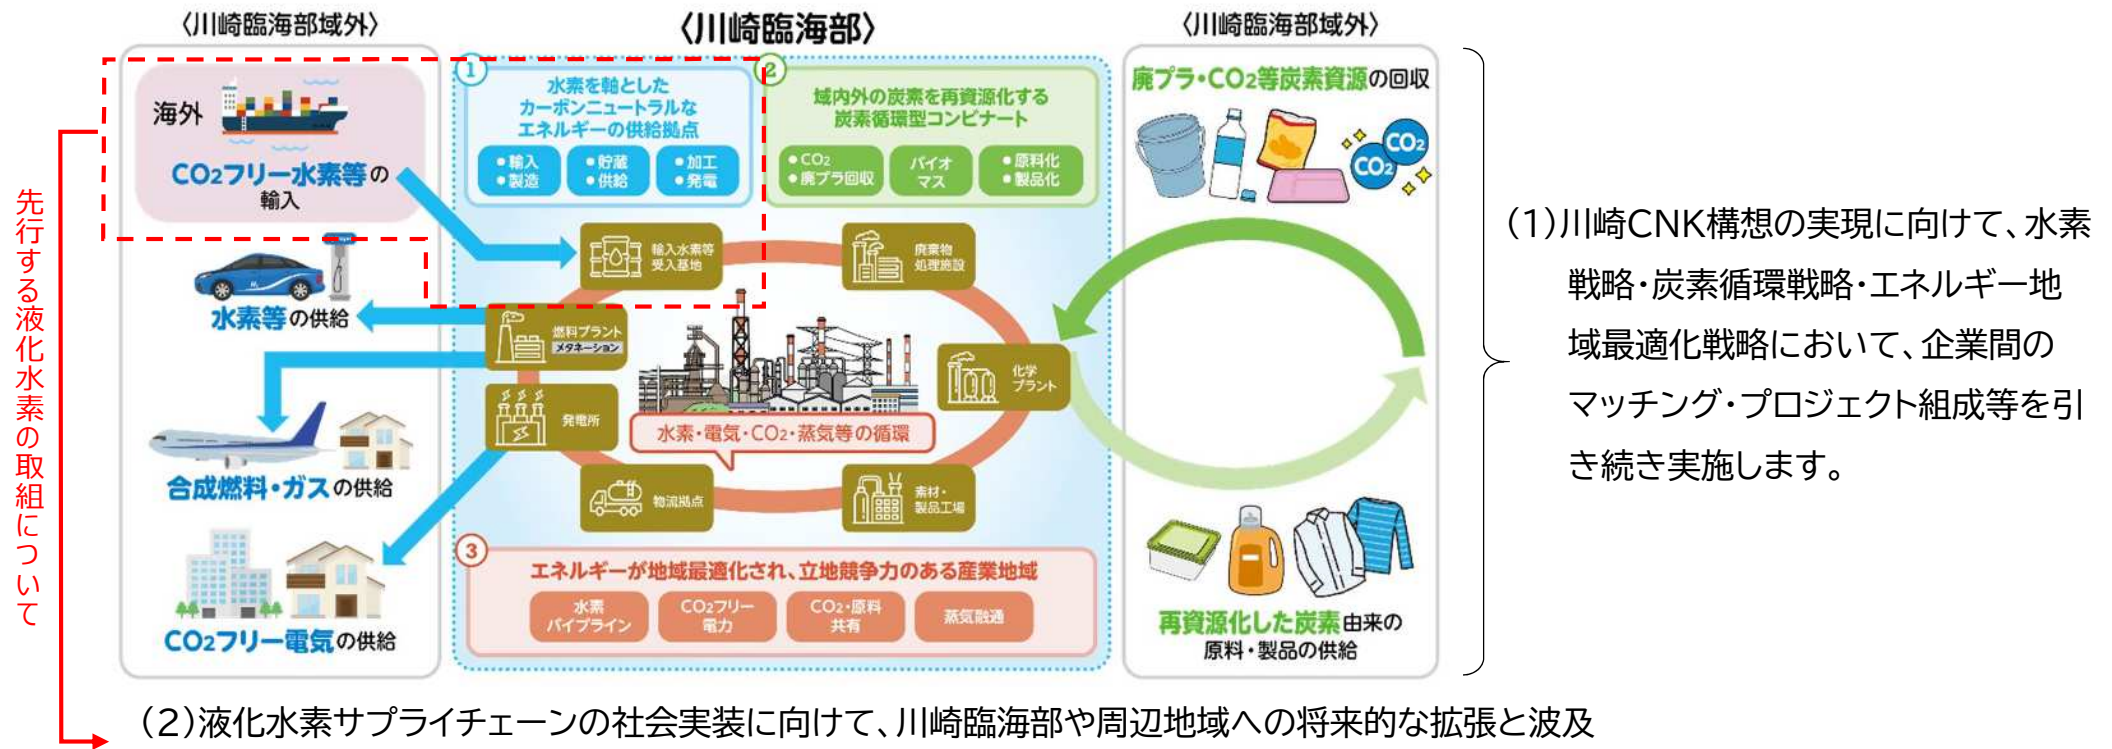 〈川崎臨海部域外〉
〈川崎臨海部〉
〈川崎臨海部域外〉
先行する液化水素の取組について
海外
CO2フリー水素等の
輸入
水素等の供給
合成燃料・ガスの供給
CO2フリー電気の供給
1
水素を軸とした
カーボンニュートラルな
エネルギーの供給拠点
●輸入
●製造
●貯蔵
●供給
●加工
●発電
2
域内外の炭素を再資源化する
炭素循環型コンビナート
●CO2
●廃プラ回収
バイオ
マス
●原料化
●製品化
輸入水素等
受入基地
廃棄物
処理施設
燃料プラント
メタネーション
化学
プラント
発電所
水素・電気・CO2・蒸気等の循環
物流拠点
素材・
製品工場
3
エネルギーが地域最適化され、立地競争力のある産業地域
水素
パイプライン
CO2フリー
電力
CO2・原料
共有
蒸気融通
廃プラ・CO2等炭素資源の回収
CO2
CO2
再資源化した炭素由来の
原料・製品の供給
(1)川崎CNK構想の実現に向けて、水素
戦略・炭素循環戦略・エネルギー地
域最適化戦略において、企業間の
マッチング・プロジェクト組成等を引
き続き実施します。
(2)液化水素サプライチェーンの社会実装に向けて、川崎臨海部や周辺地域への将来的な拡張と波及